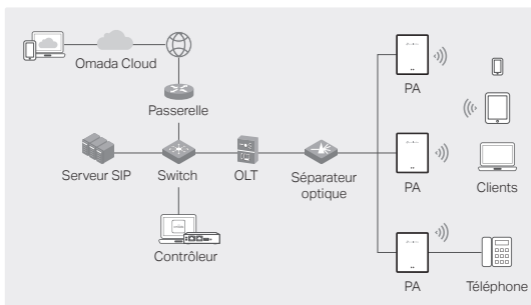 Omada Cloud
Passerelle
PA
Serveur SIP
Switch
OLT
Séparateur
optique
PA
Clients
Contrôleur
PA
Téléphone